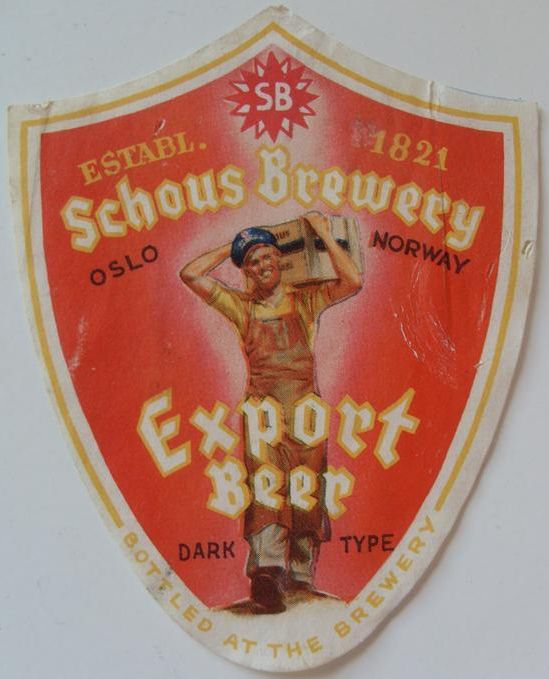 SB
ESTABL. 1821
Schous Brewery
OSLO NORWAY
Export
Beer
DARK TYPE
BOTTLED AT THE BREWERY